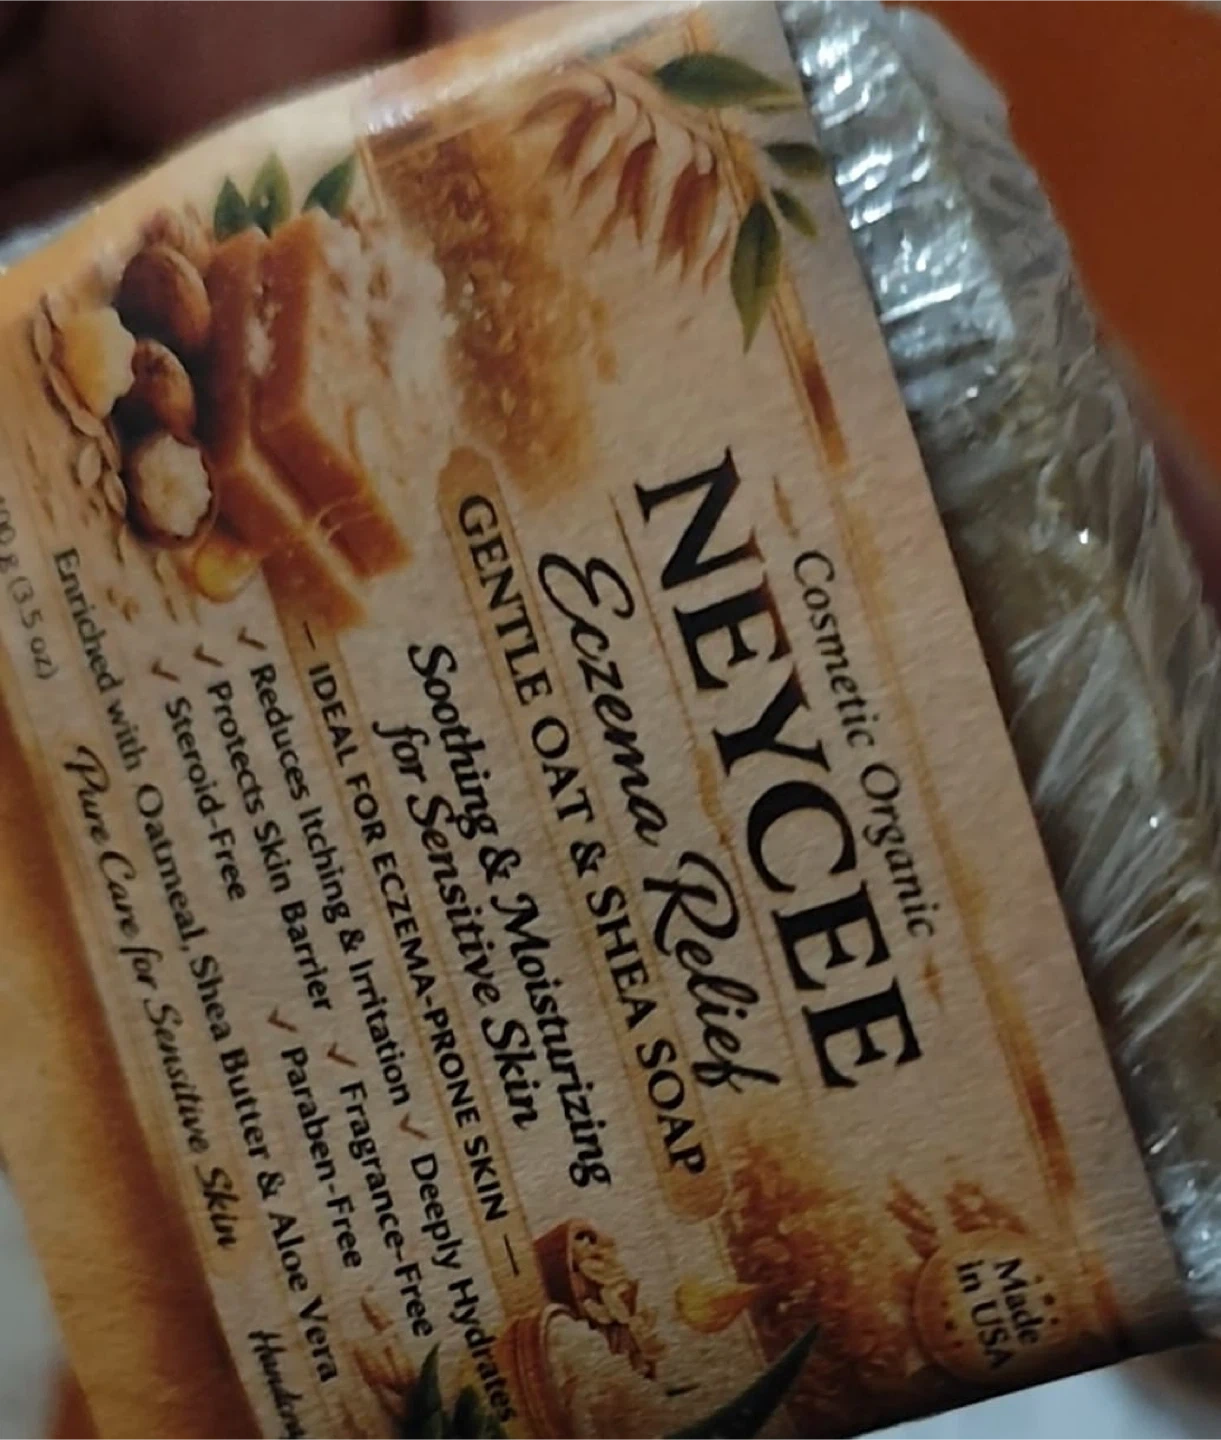 Cosmetic Organic
NEYCEE
Made
in USA
Eczema Relief
GENTLE OAT & SHEA SOAP
Soothing & Moisturizing
for Sensitive Skin
— IDEAL FOR ECZEMA-PRONE SKIN —
✓ Reduces Itching & Irritation ✓ Deeply Hydrates
✓ Protects Skin Barrier ✓ Fragrance-Free
✓ Steroid-Free ✓ Paraben-Free
Enriched with Oatmeal, Shea Butter & Aloe Vera
Pure Care for Sensitive Skin
(3.5 oz)